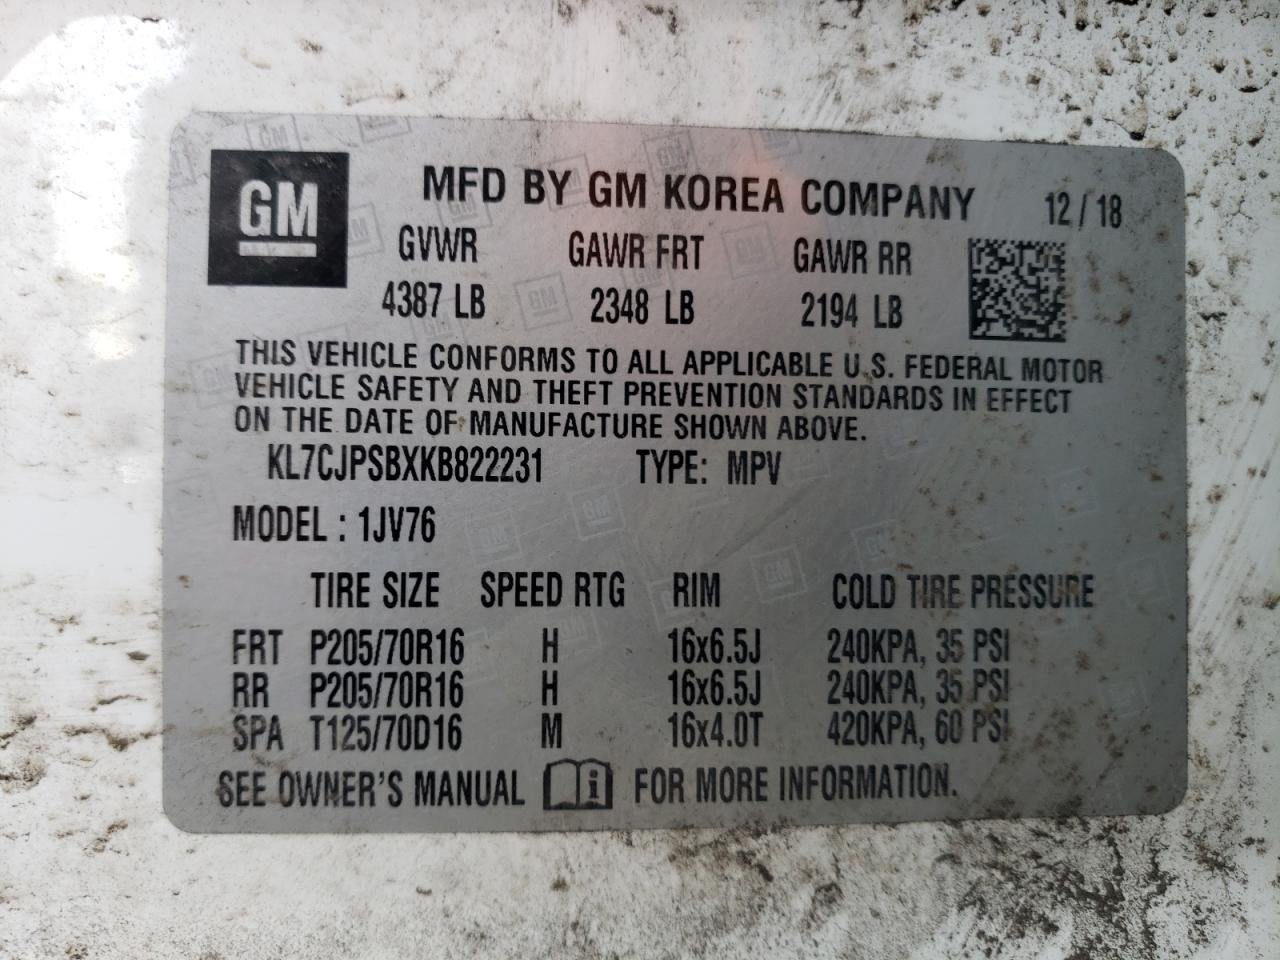 GM
MFD BY GM KOREA COMPANY 12/18
GVWR GAWR FRT GAWR RR
4387 LB 2348 LB 2194 LB
THIS VEHICLE CONFORMS TO ALL APPLICABLE U.S. FEDERAL MOTOR
VEHICLE SAFETY AND THEFT PREVENTION STANDARDS IN EFFECT
ON THE DATE OF MANUFACTURE SHOWN ABOVE.
KL7CJPSBXKB822231 TYPE: MPV
MODEL : 1JV76
TIRE SIZE SPEED RTG RIM COLD TIRE PRESSURE
FRT P205/70R16 H 16x6.5J 240KPA, 35 PSI
RR P205/70R16 H 16x6.5J 240KPA, 35 PSI
SPA T125/70D16 M 16x4.0T 420KPA, 60 PSI
SEE OWNER'S MANUAL i FOR MORE INFORMATION.